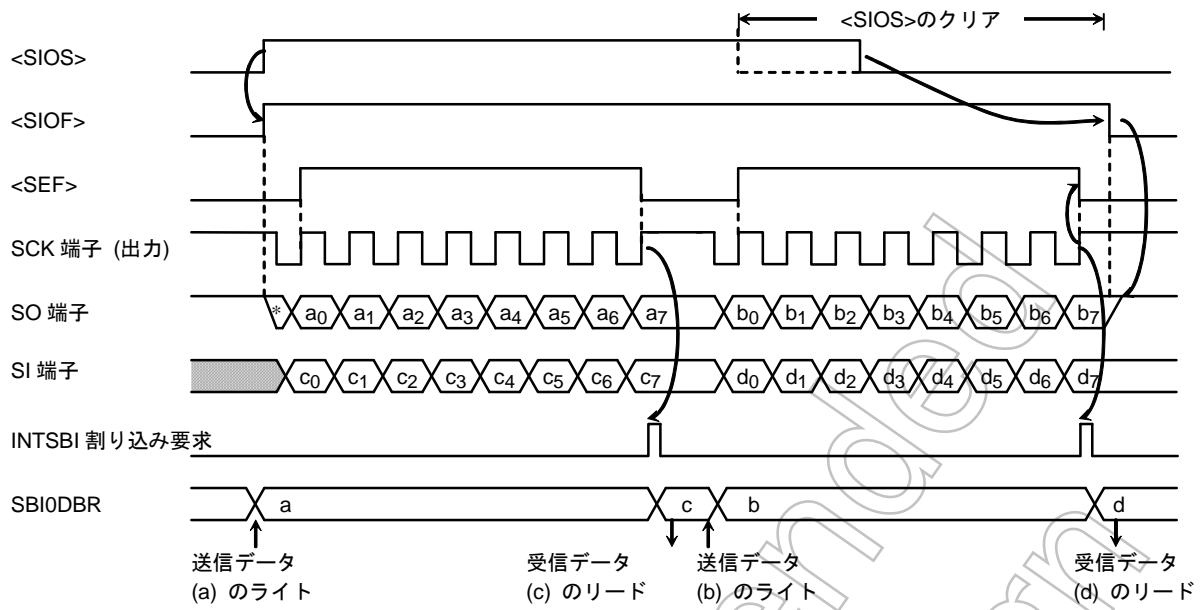 <SIOS>のクリア
<SIOS>
<SIOF>
<SEF>
SCK 端子 (出力)
SO 端子
* a0 a1 a2 a3 a4 a5 a6 a7 b0 b1 b2 b3 b4 b5 b6 b7
SI 端子
c0 c1 c2 c3 c4 c5 c6 c7 d0 d1 d2 d3 d4 d5 d6 d7
INTSBI 割り込み要求
SBI0DBR
a c b d
送信データ
(a) のライト
受信データ
(c) のリード
送信データ
(b) のライト
受信データ
(d) のリード